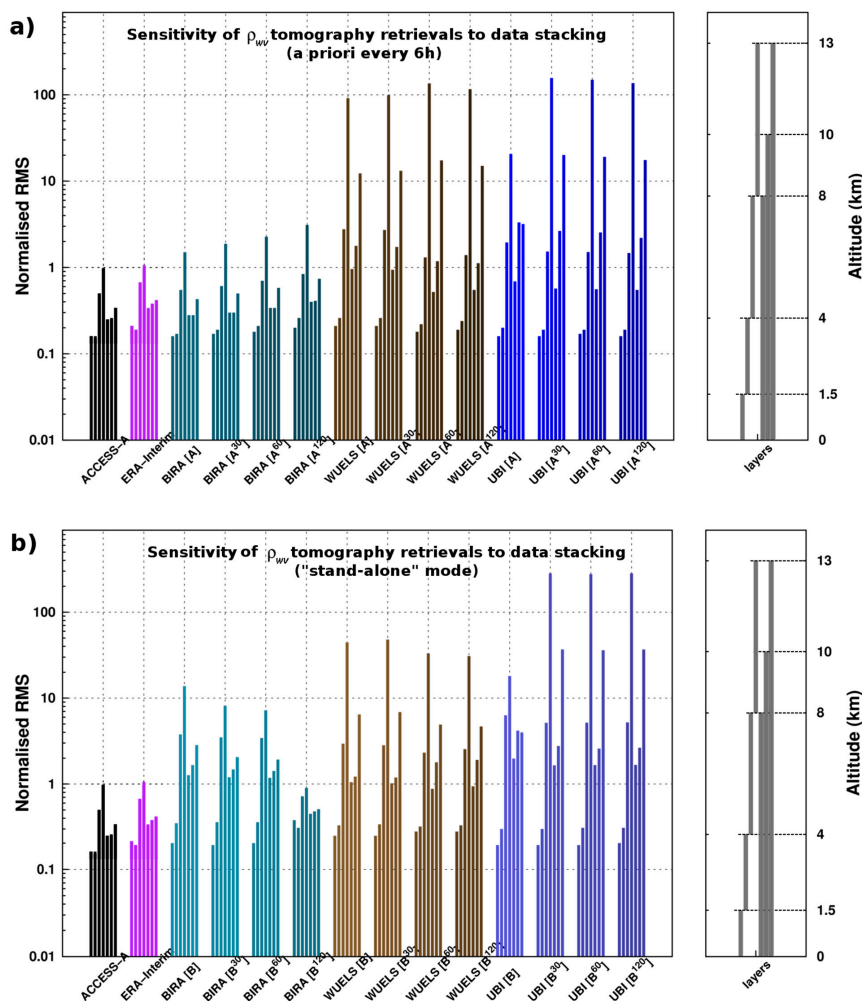 a)
Sensitivity of ρwv tomography retrievals to data stacking
(a priori every 6h)
Normalised RMS
100
10
1
0.1
0.01
ACCESS-A
ERA-Interim
BIRA [A]
BIRA [A30]
BIRA [A60]
BIRA [A120]
WUELS [A]
WUELS [A30]
WUELS [A60]
WUELS [A120]
UBI [A]
UBI [A30]
UBI [A60]
UBI [A120]
13
10
8
4
1.5
0
Altitude (km)
layers
b)
Sensitivity of ρwv tomography retrievals to data stacking
("stand-alone" mode)
Normalised RMS
100
10
1
0.1
0.01
ACCESS-A
ERA-Interim
BIRA [B]
BIRA [B30]
BIRA [B60]
BIRA [B120]
WUELS [B]
WUELS [B30]
WUELS [B60]
WUELS [B120]
UBI [B]
UBI [B30]
UBI [B60]
UBI [B120]
13
10
8
4
1.5
0
Altitude (km)
layers